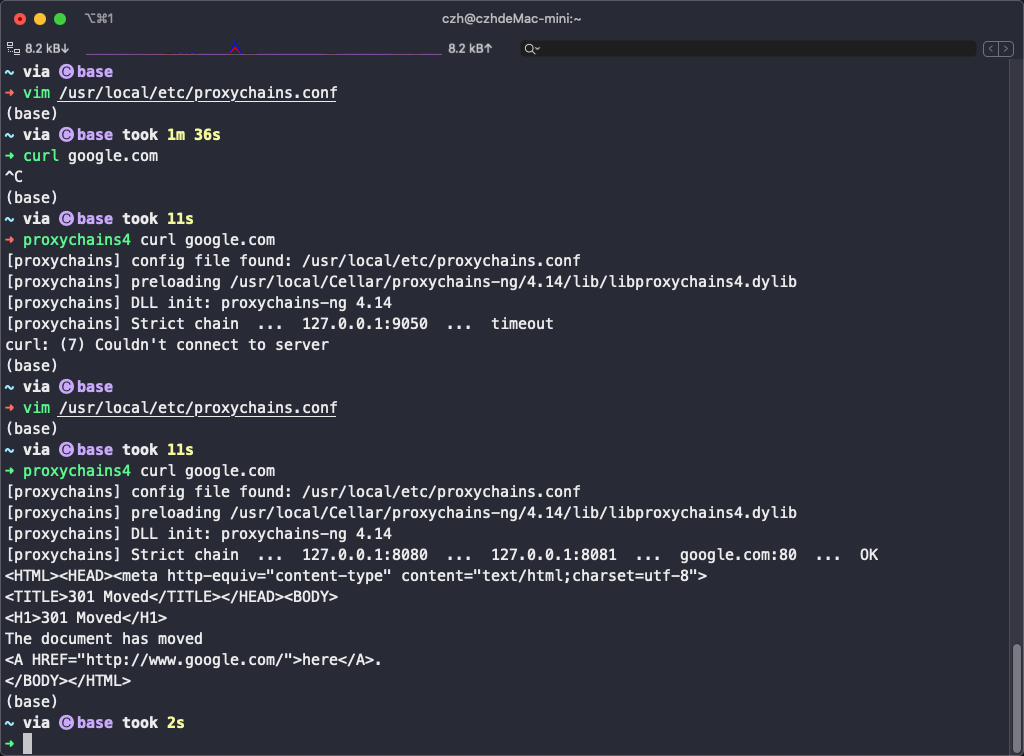 ⌥⌘1 czh@czhdeMac-mini:~
8.2 kB↓ 8.2 kB↑
~ via Ⓒ base
➜ vim /usr/local/etc/proxychains.conf
(base)
~ via Ⓒ base took 1m 36s
➜ curl google.com
^C
(base)
~ via Ⓒ base took 11s
➜ proxychains4 curl google.com
[proxychains] config file found: /usr/local/etc/proxychains.conf
[proxychains] preloading /usr/local/Cellar/proxychains-ng/4.14/lib/libproxychains4.dylib
[proxychains] DLL init: proxychains-ng 4.14
[proxychains] Strict chain  ...  127.0.0.1:9050  ...  timeout
curl: (7) Couldn't connect to server
(base)
~ via Ⓒ base
➜ vim /usr/local/etc/proxychains.conf
(base)
~ via Ⓒ base took 11s
➜ proxychains4 curl google.com
[proxychains] config file found: /usr/local/etc/proxychains.conf
[proxychains] preloading /usr/local/Cellar/proxychains-ng/4.14/lib/libproxychains4.dylib
[proxychains] DLL init: proxychains-ng 4.14
[proxychains] Strict chain  ...  127.0.0.1:8080  ...  127.0.0.1:8081  ...  google.com:80  ...  OK
<HTML><HEAD><meta http-equiv="content-type" content="text/html;charset=utf-8">
<TITLE>301 Moved</TITLE></HEAD><BODY>
<H1>301 Moved</H1>
The document has moved
<A HREF="http://www.google.com/">here</A>.
</BODY></HTML>
(base)
~ via Ⓒ base took 2s
➜